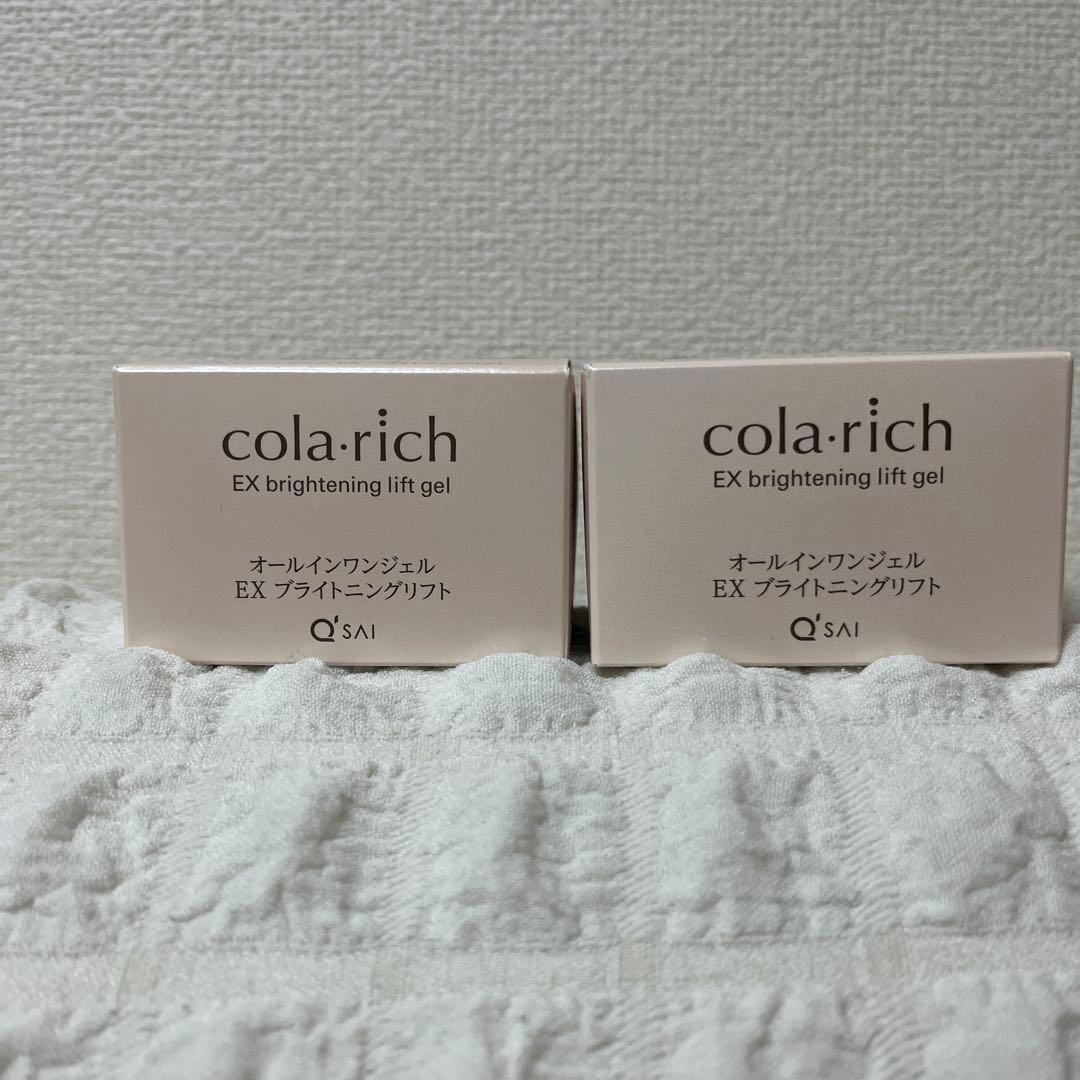 cola·rich
EX brightening lift gel
オールインワンジェル
EX ブライトニングリフト
Q'SAI
cola·rich
EX brightening lift gel
オールインワンジェル
EX ブライトニングリフト
Q'SAI